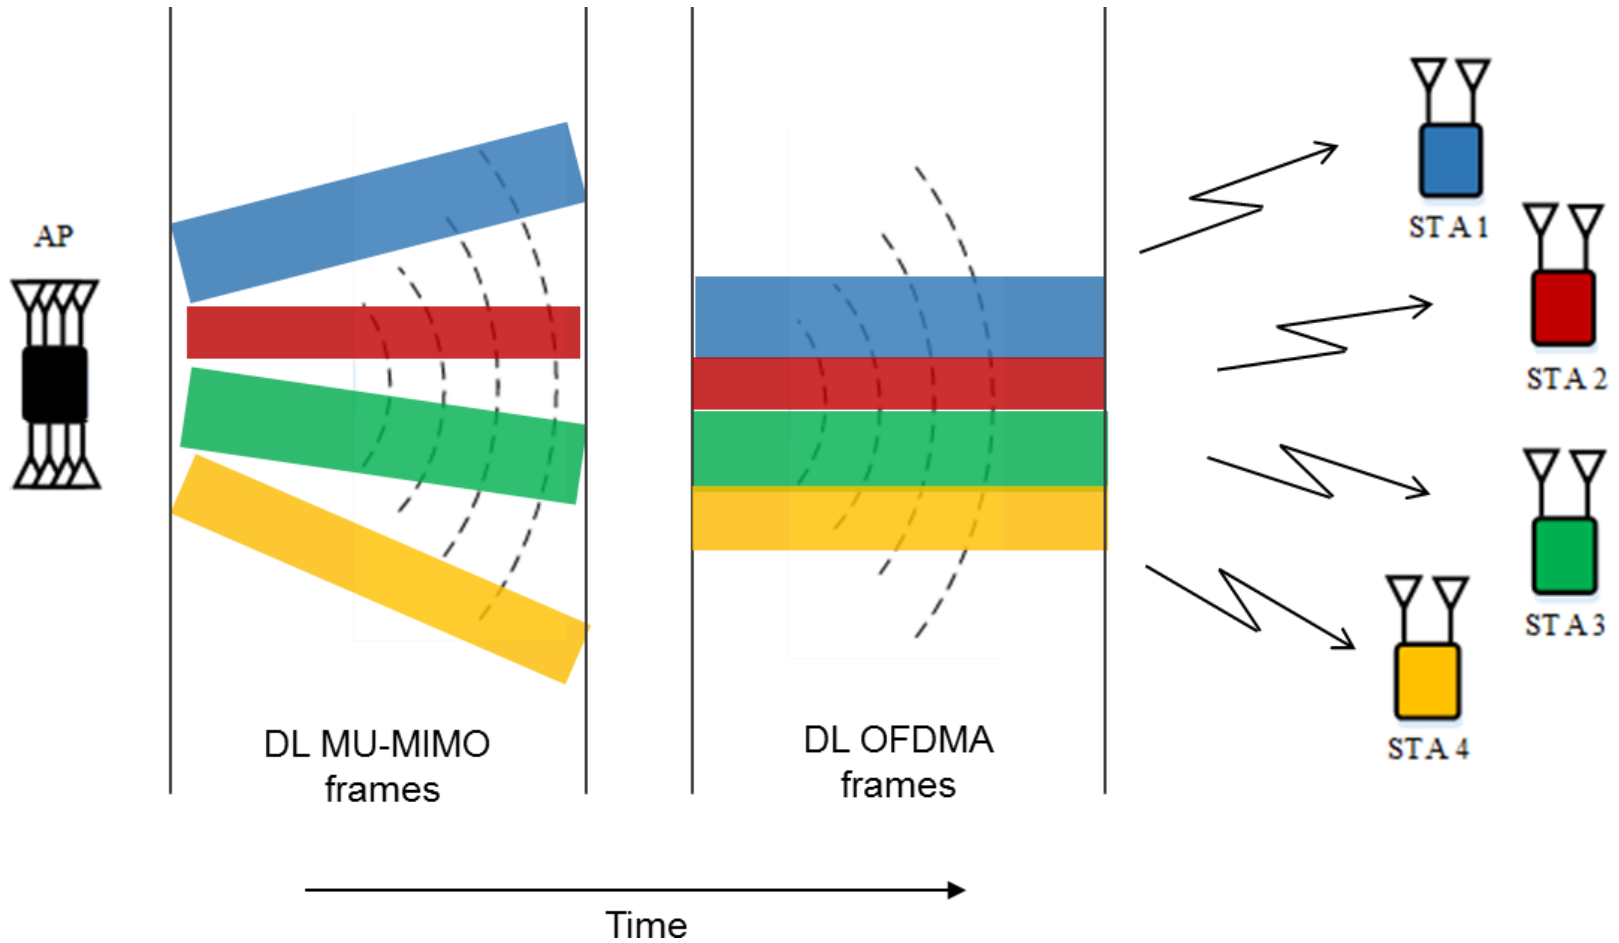 AP
STA 1
STA 2
STA 3
STA 4
DL MU-MIMO
frames
DL OFDMA
frames
Time